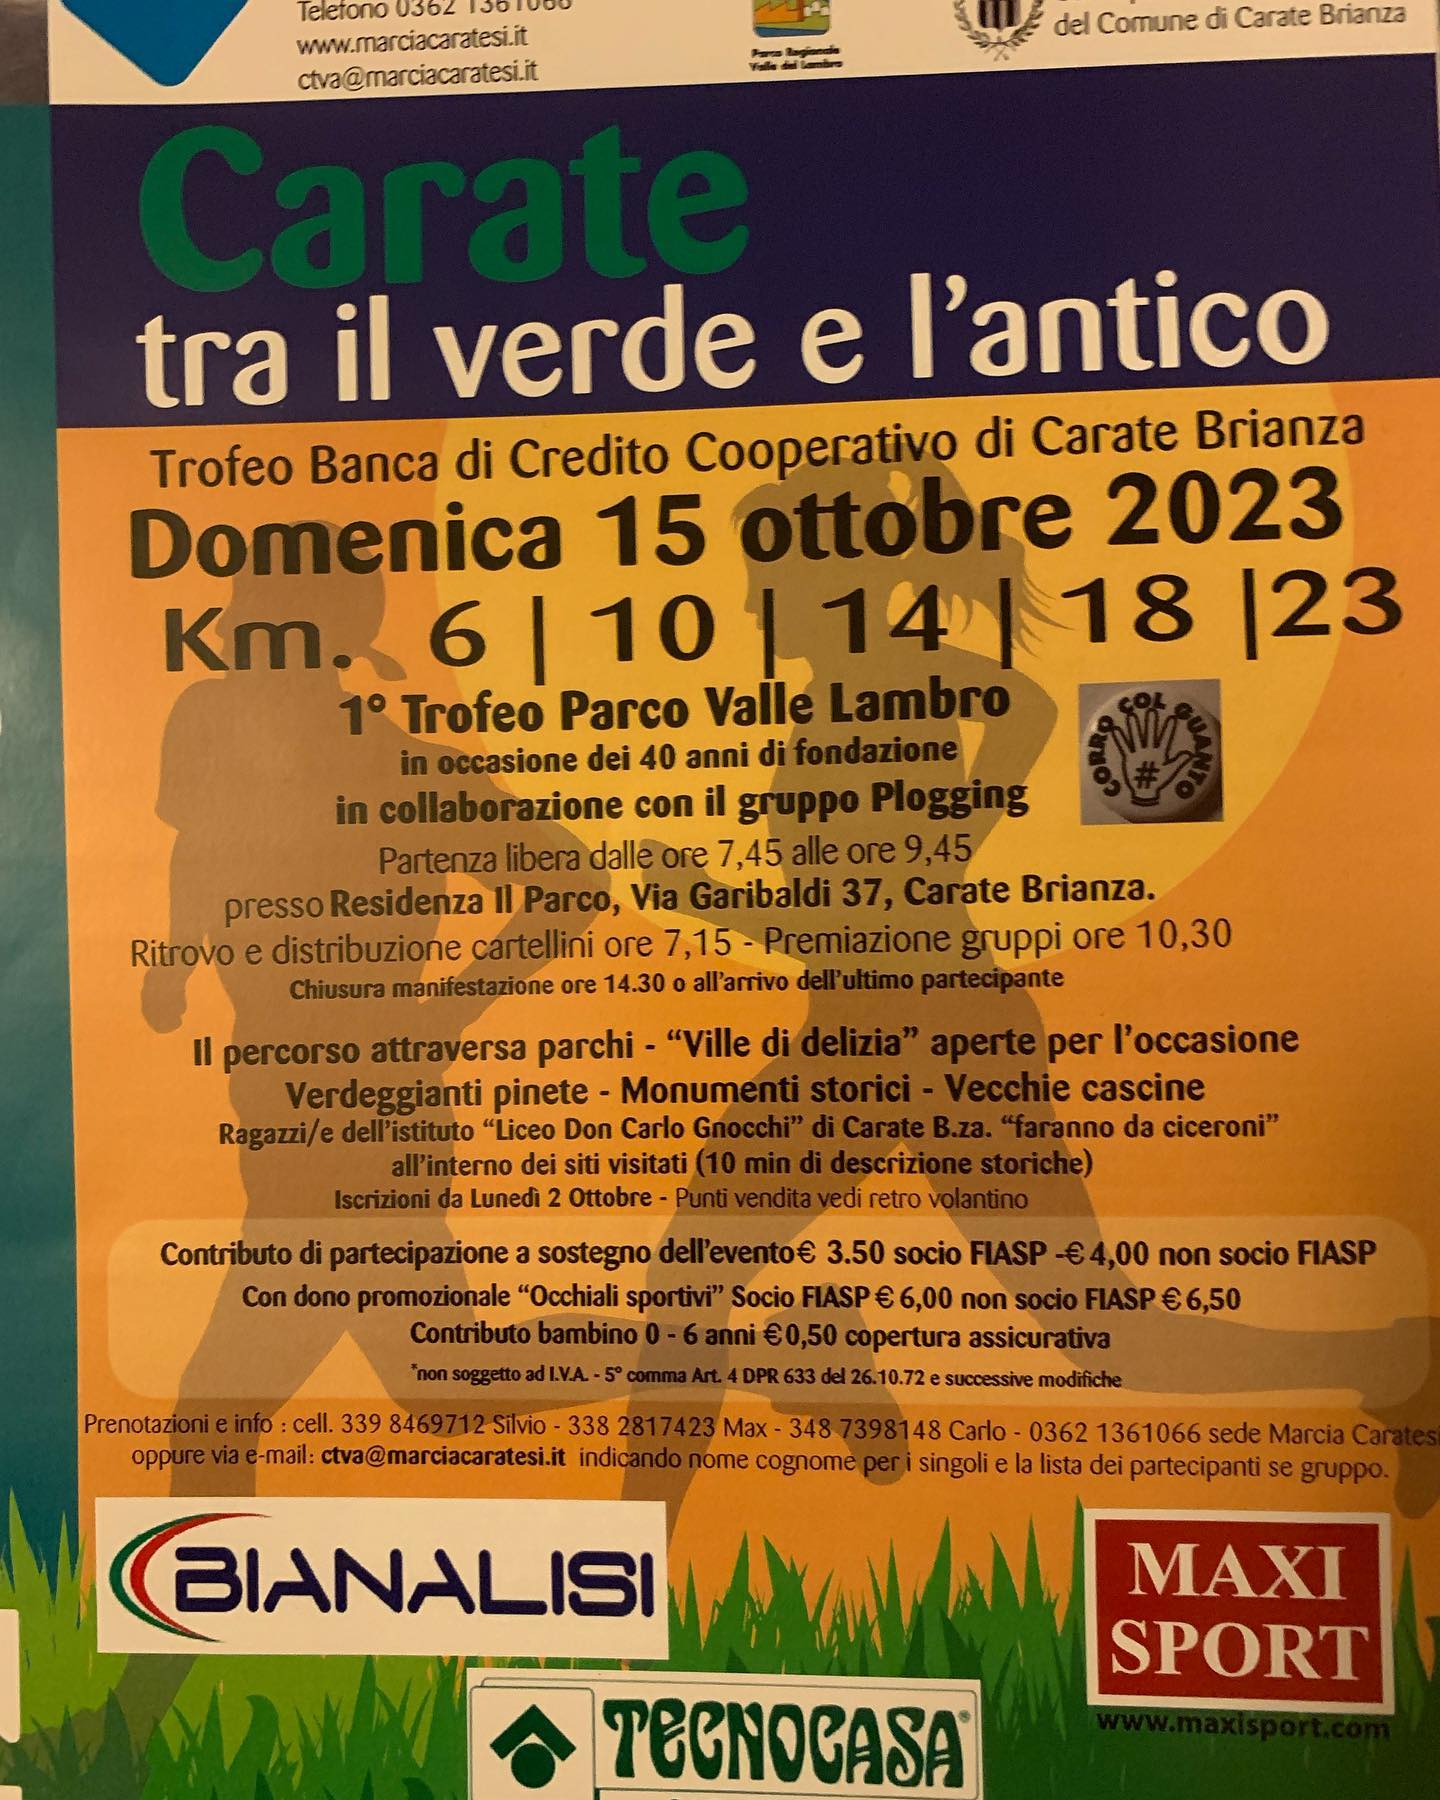 Telefono 0362 1361066
www.marciacaratesi.it
ctva@marciacaratesi.it
Parco Regionale
Valle del Lambro
del Comune di Carate Brianza
Carate
tra il verde e l'antico
Trofeo Banca di Credito Cooperativo di Carate Brianza
Domenica 15 ottobre 2023
Km. 6 | 10 | 14 | 18 |23
1° Trofeo Parco Valle Lambro
in occasione dei 40 anni di fondazione
in collaborazione con il gruppo Plogging
CORRO COL GUANTO
#
Partenza libera dalle ore 7,45 alle ore 9,45
presso Residenza Il Parco, Via Garibaldi 37, Carate Brianza.
Ritrovo e distribuzione cartellini ore 7,15 - Premiazione gruppi ore 10,30
Chiusura manifestazione ore 14.30 o all'arrivo dell'ultimo partecipante
Il percorso attraversa parchi - “Ville di delizia” aperte per l'occasione
Verdeggianti pinete - Monumenti storici - Vecchie cascine
Ragazzi/e dell'istituto “Liceo Don Carlo Gnocchi” di Carate B.za. “faranno da ciceroni”
all'interno dei siti visitati (10 min di descrizione storiche)
Iscrizioni da Lunedì 2 Ottobre - Punti vendita vedi retro volantino
Contributo di partecipazione a sostegno dell'evento € 3.50 socio FIASP -€ 4,00 non socio FIASP
Con dono promozionale “Occhiali sportivi” Socio FIASP € 6,00 non socio FIASP € 6,50
Contributo bambino 0 - 6 anni € 0,50 copertura assicurativa
*non soggetto ad I.V.A. - 5° comma Art. 4 DPR 633 del 26.10.72 e successive modifiche
Prenotazioni e info : cell. 339 8469712 Silvio - 338 2817423 Max - 348 7398148 Carlo - 0362 1361066 sede Marcia Caratesi
oppure via e-mail: ctva@marciacaratesi.it indicando nome cognome per i singoli e la lista dei partecipanti se gruppo.
BIANALISI
MAXI
SPORT
www.maxisport.com
TECNOCASA